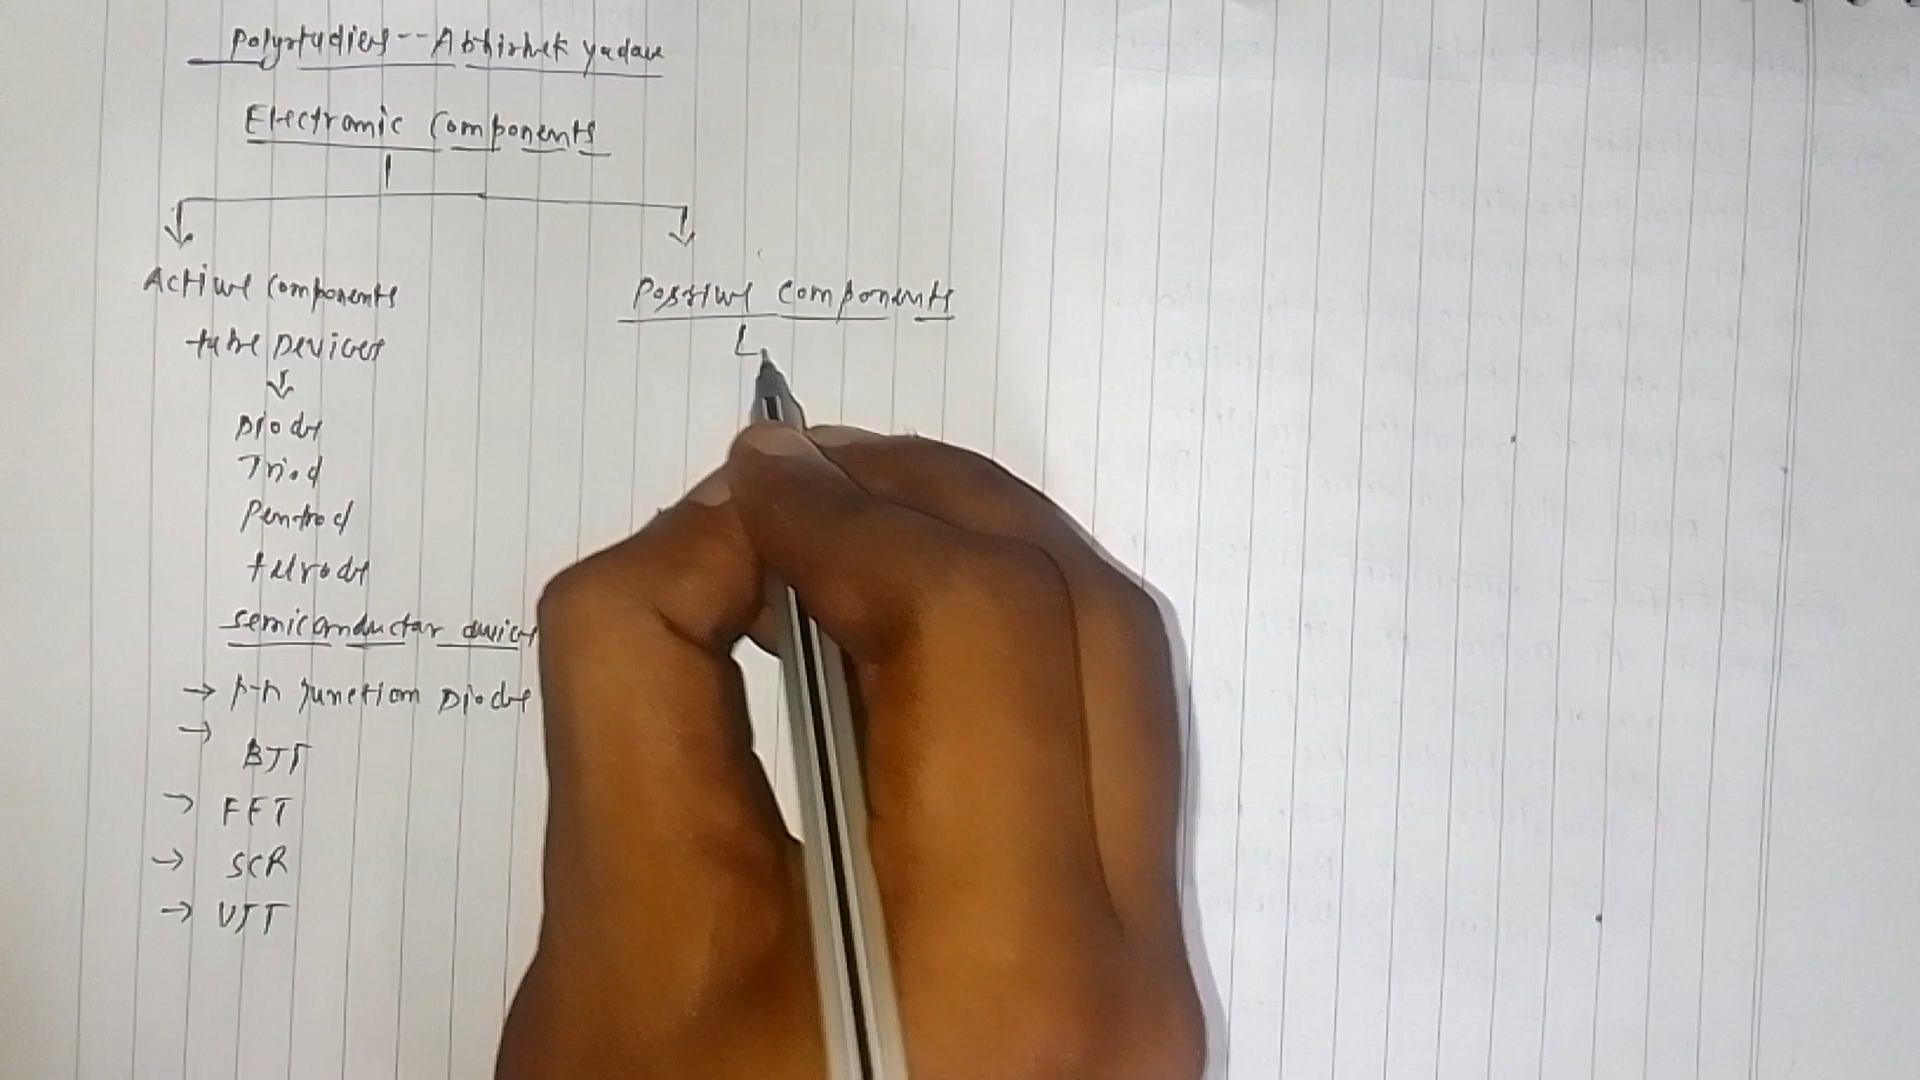 Polystudies--Abhishek yadav
Electronic Components
Active Components
tube Devices
Diode
Triod
Pentrod
tetrode
semiconductor devices
→ P-n junction Diode
→
BJT
→ FET
→ SCR
→ UJT
Passive Components
L